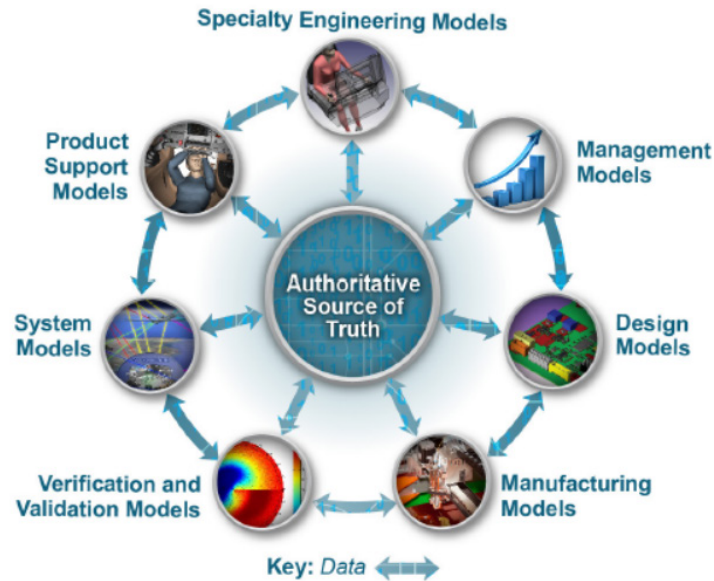 Specialty Engineering Models
Product
Support
Models
Management
Models
Authoritative
Source of
Truth
System
Models
Design
Models
Verification and
Validation Models
Manufacturing
Models
Key: Data